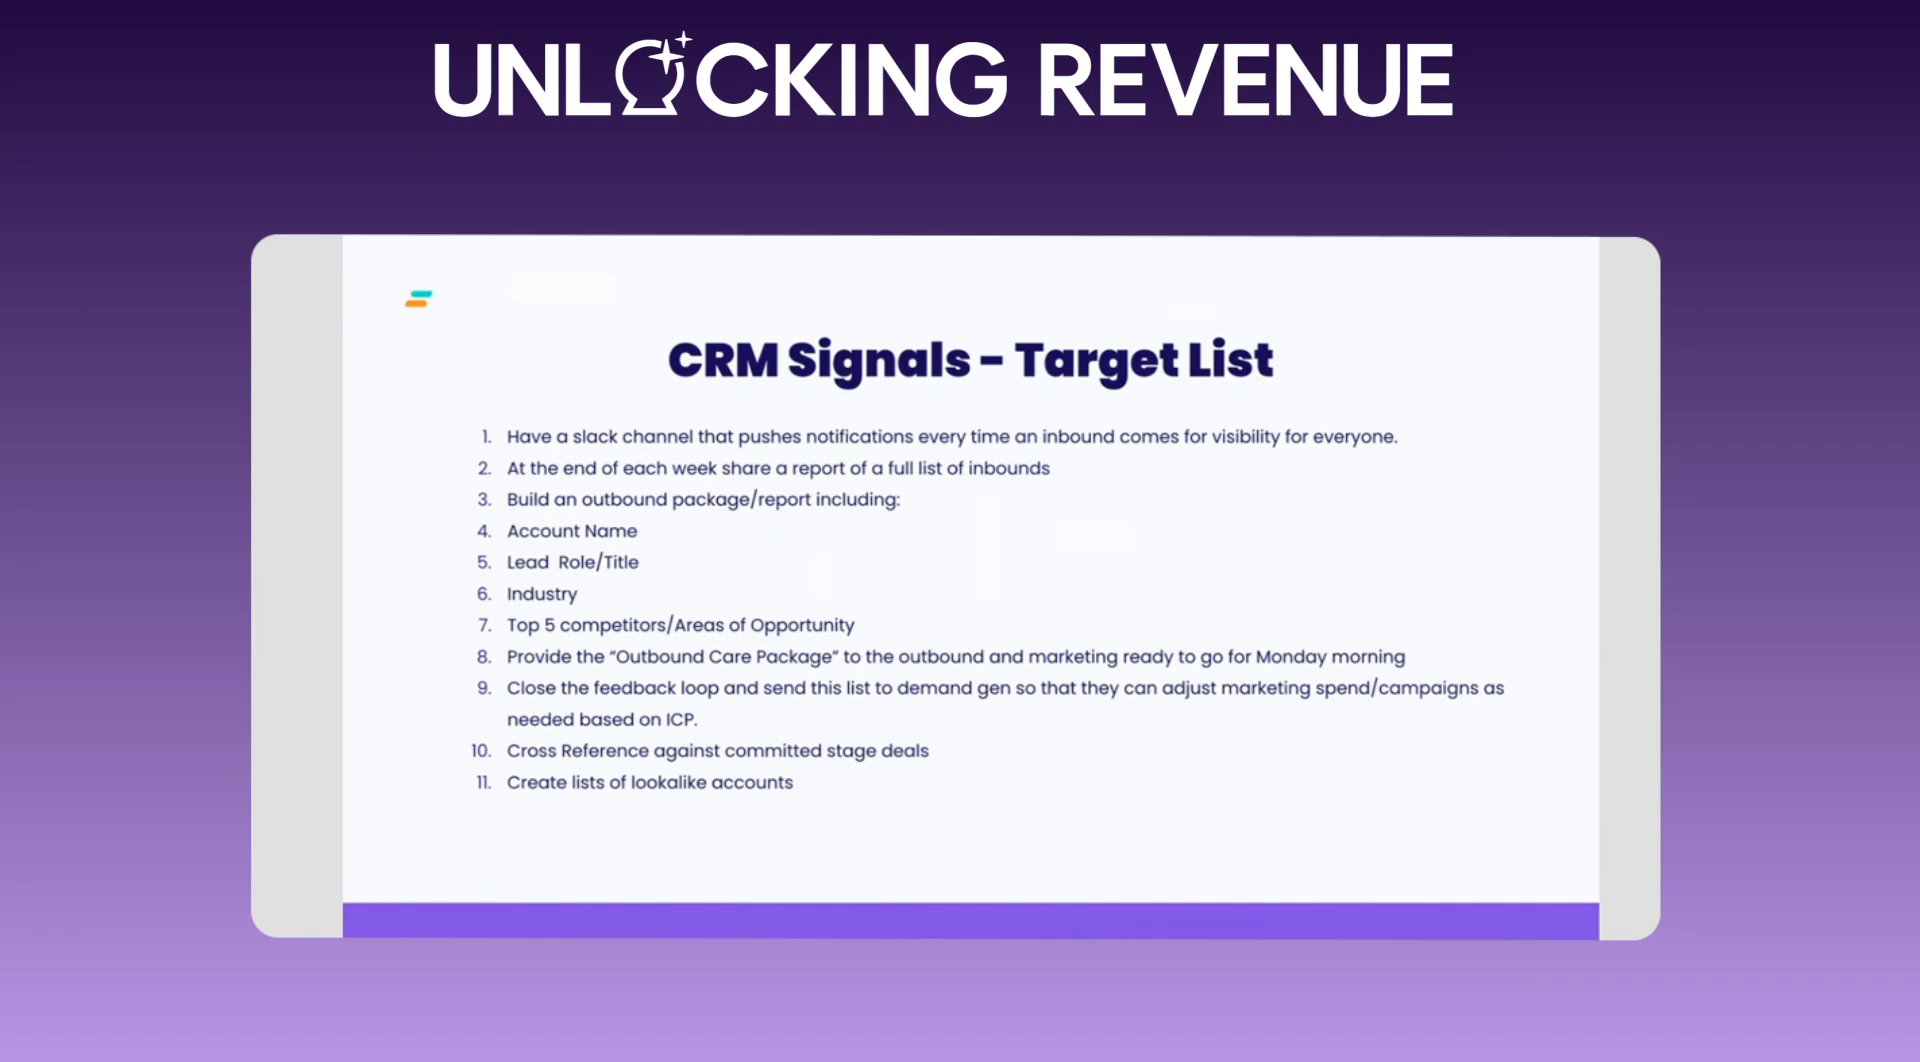 UNLOCKING REVENUE
CRM Signals - Target List
1. Have a slack channel that pushes notifications every time an inbound comes for visibility for everyone.
2. At the end of each week share a report of a full list of inbounds
3. Build an outbound package/report including:
4. Account Name
5. Lead Role/Title
6. Industry
7. Top 5 competitors/Areas of Opportunity
8. Provide the “Outbound Care Package” to the outbound and marketing ready to go for Monday morning
9. Close the feedback loop and send this list to demand gen so that they can adjust marketing spend/campaigns as
needed based on ICP.
10. Cross Reference against committed stage deals
11. Create lists of lookalike accounts